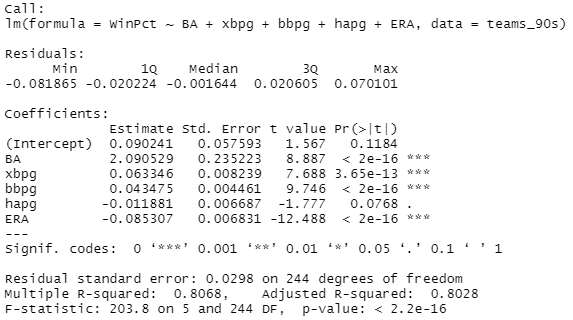 Call:
lm(formula = WinPct ~ BA + xbpg + bbpg + hapg + ERA, data = teams_90s)
Residuals:
Min 1Q Median 3Q Max
-0.081865 -0.020224 -0.001644 0.020605 0.070101
Coefficients:
Estimate Std. Error t value Pr(>|t|)
(Intercept) 0.090241 0.057593 1.567 0.1184
BA 2.090529 0.235223 8.887 < 2e-16 ***
xbpg 0.063346 0.008239 7.688 3.65e-13 ***
bbpg 0.043475 0.004461 9.746 < 2e-16 ***
hapg -0.011881 0.006687 -1.777 0.0768 .
ERA -0.085307 0.006831 -12.488 < 2e-16 ***
---
Signif. codes: 0 ‘***’ 0.001 ‘**’ 0.01 ‘*’ 0.05 ‘.’ 0.1 ‘ ’ 1
Residual standard error: 0.0298 on 244 degrees of freedom
Multiple R-squared: 0.8068, Adjusted R-squared: 0.8028
F-statistic: 203.8 on 5 and 244 DF, p-value: < 2.2e-16